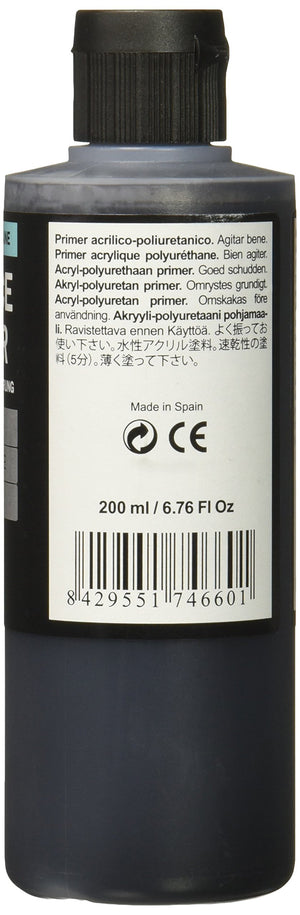 NE
E
R
NG
Primer acrilico-poliuretanico. Agitar bene.
Primer acrylique polyuréthane. Bien agiter.
Acryl-polyurethaan primer. Goed schudden.
Akryl-polyuretan primer. Omrystes grundigt.
Acryl-polyuretan primer. Omskakas före
användning. Akryyli-polyuretaani pohjamaa-
li. Ravistettava ennen Käyttöä. よく振ってお
使い下さい。水性アクリル塗料。速乾性の塗
料(5分)。薄く塗って下さい。
Made in Spain
CE
200 ml / 6.76 Fl Oz
8 429551 746601